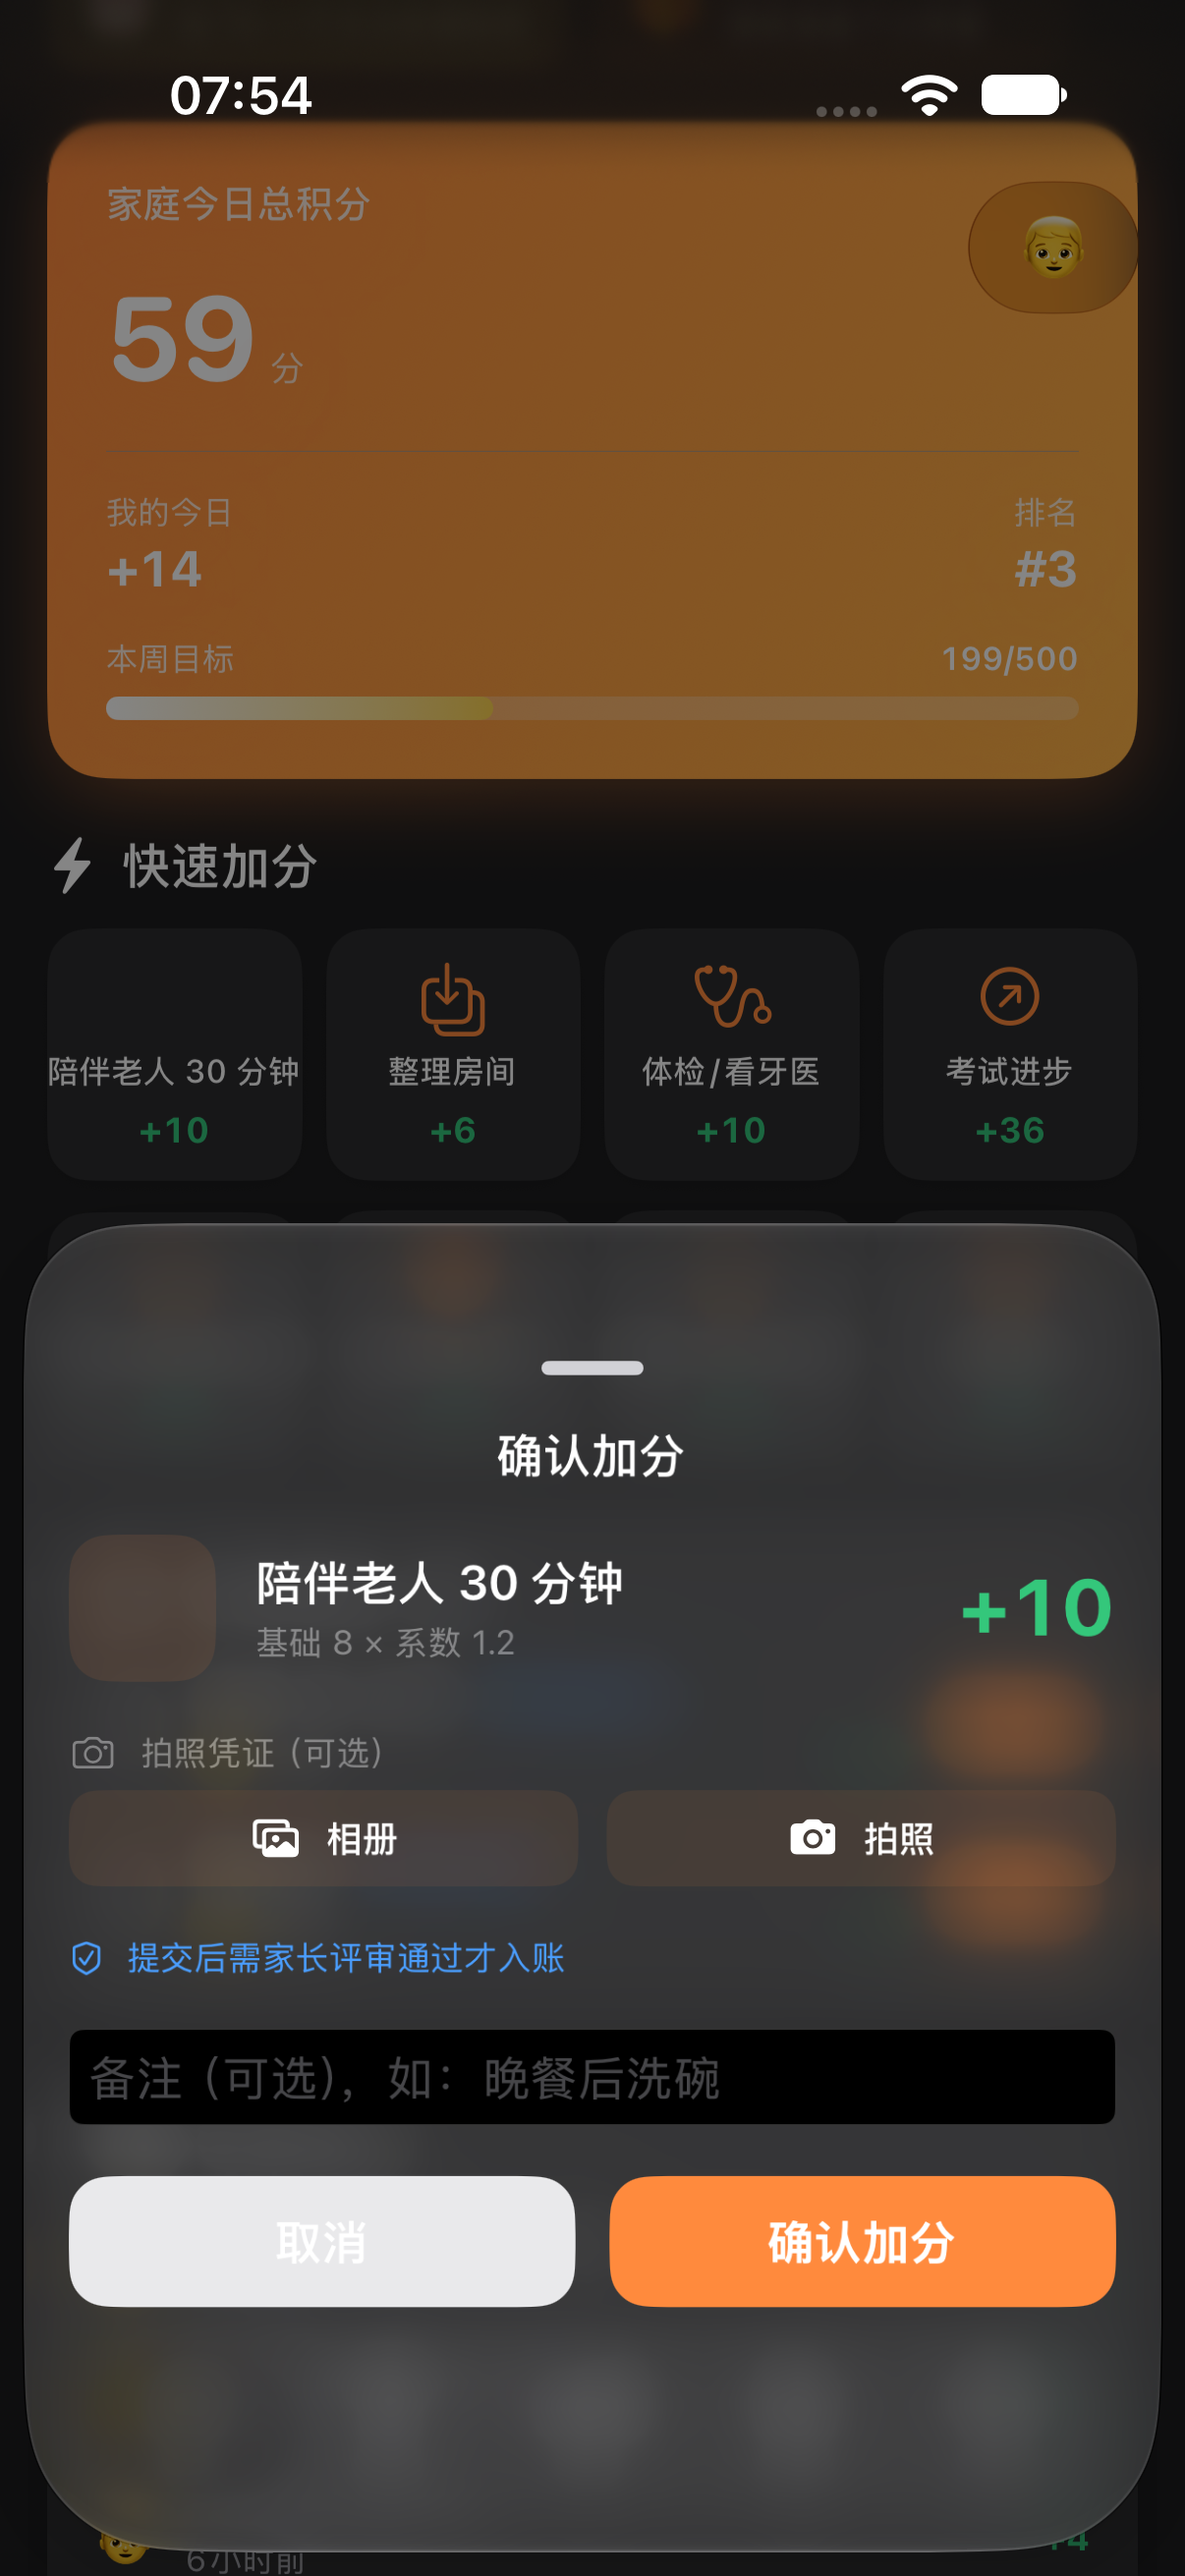 07:54
家庭今日总积分
59 分
我的今日 排名
+14 #3
本周目标 199/500
快速加分
陪伴老人 30 分钟 整理房间 体检/看牙医 考试进步
+10 +6 +10 +36
确认加分
陪伴老人 30 分钟 +10
基础 8 × 系数 1.2
拍照凭证（可选）
相册 拍照
提交后需家长评审通过才入账
备注（可选），如：晚餐后洗碗
取消 确认加分
6小时前 +4